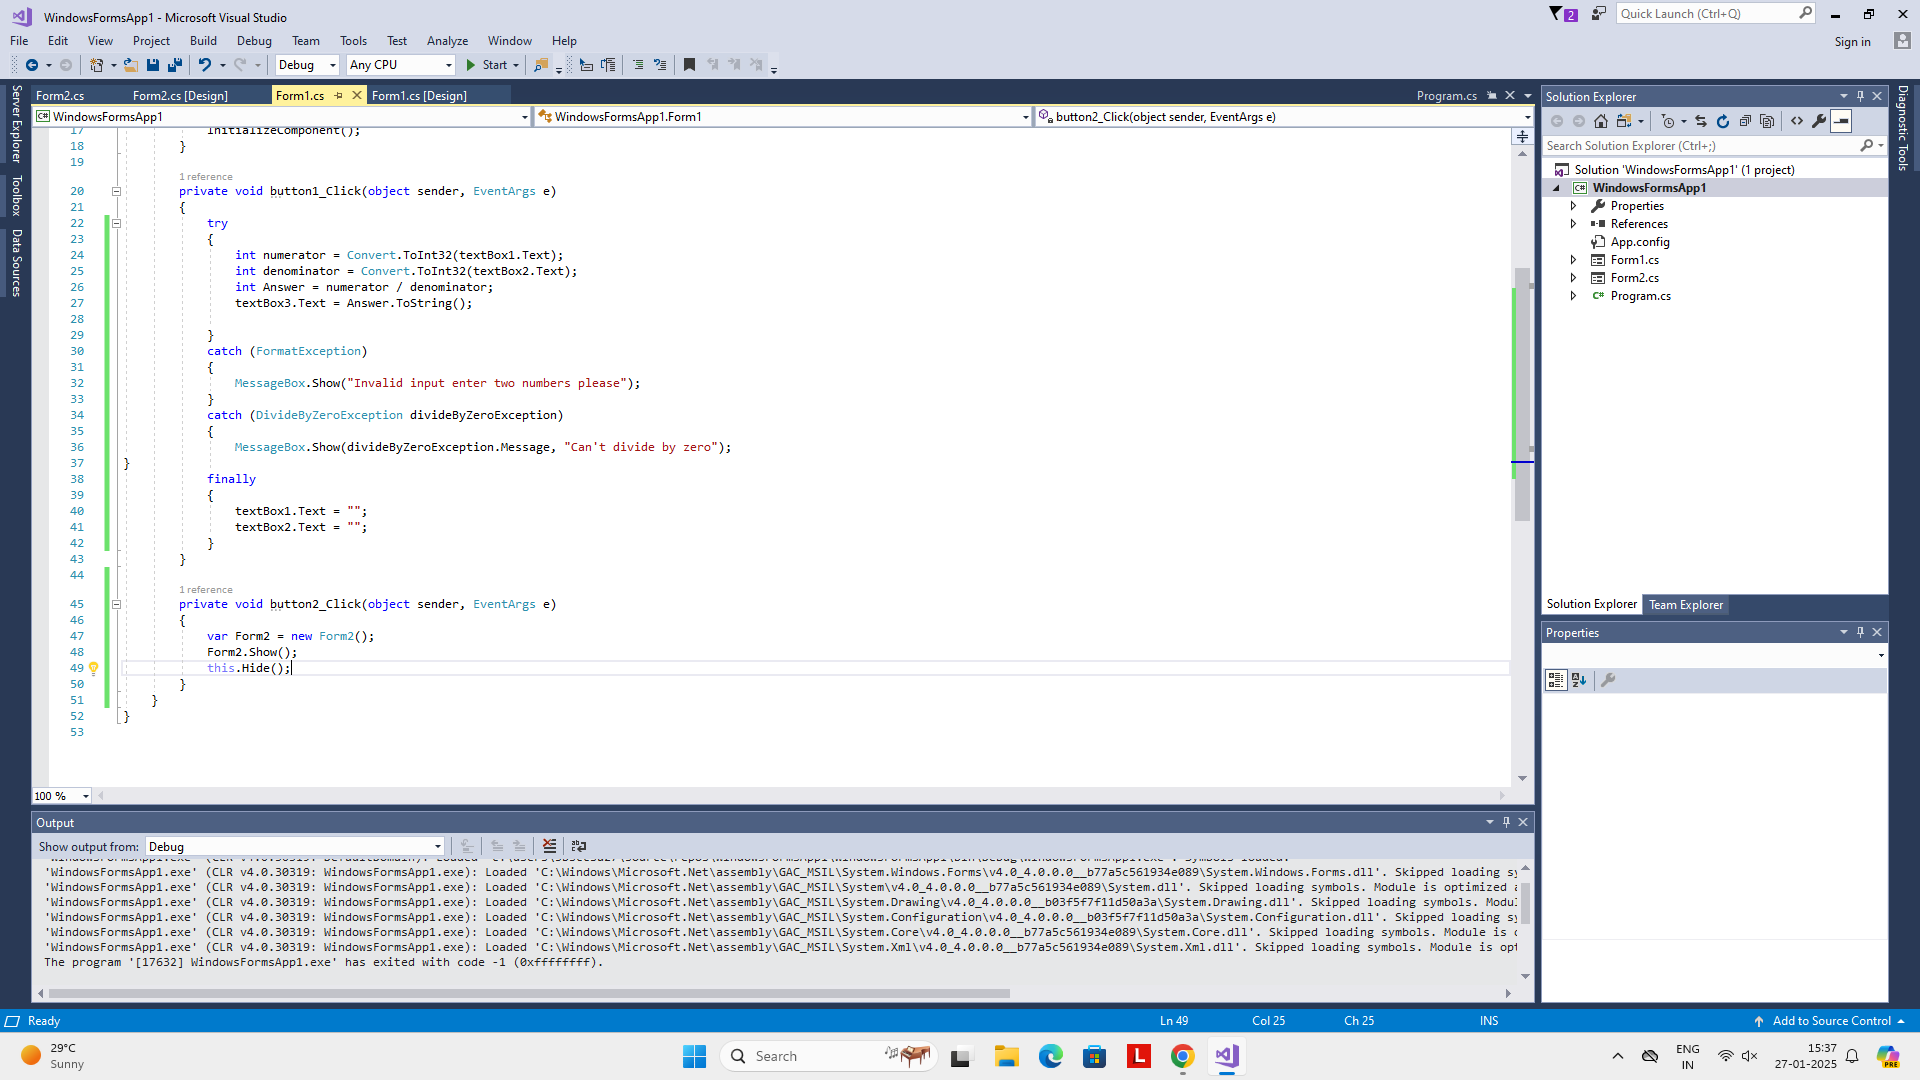 WindowsFormsApp1 - Microsoft Visual Studio
2
Quick Launch (Ctrl+Q)
File Edit View Project Build Debug Team Tools Test Analyze Window Help
Sign in
Debug Any CPU Start
Server Explorer
Toolbox
Data Sources
Form2.cs Form2.cs [Design] Form1.cs Form1.cs [Design] Program.cs
WindowsFormsApp1 WindowsFormsApp1.Form1 button2_Click(object sender, EventArgs e)
17 InitializeComponent();
18 }
19
1 reference
20 private void button1_Click(object sender, EventArgs e)
21 {
22 try
23 {
24 int numerator = Convert.ToInt32(textBox1.Text);
25 int denominator = Convert.ToInt32(textBox2.Text);
26 int Answer = numerator / denominator;
27 textBox3.Text = Answer.ToString();
28
29 }
30 catch (FormatException)
31 {
32 MessageBox.Show("Invalid input enter two numbers please");
33 }
34 catch (DivideByZeroException divideByZeroException)
35 {
36 MessageBox.Show(divideByZeroException.Message, "Can't divide by zero");
37 }
38 finally
39 {
40 textBox1.Text = "";
41 textBox2.Text = "";
42 }
43 }
44
1 reference
45 private void button2_Click(object sender, EventArgs e)
46 {
47 var Form2 = new Form2();
48 Form2.Show();
49 this.Hide();
50 }
51 }
52 }
53
100 %
Solution Explorer
Search Solution Explorer (Ctrl+;)
Solution 'WindowsFormsApp1' (1 project)
WindowsFormsApp1
Properties
References
App.config
Form1.cs
Form2.cs
Program.cs
Solution Explorer Team Explorer
Properties
Diagnostic Tools
Output
Show output from: Debug
'WindowsFormsApp1.exe' (CLR v4.0.30319: WindowsFormsApp1.exe): Loaded 'C:\Windows\Microsoft.Net\assembly\GAC_MSIL\System.Windows.Forms\v4.0_4.0.0.0__b77a5c561934e089\System.Windows.Forms.dll'. Skipped loading sy
'WindowsFormsApp1.exe' (CLR v4.0.30319: WindowsFormsApp1.exe): Loaded 'C:\Windows\Microsoft.Net\assembly\GAC_MSIL\System\v4.0_4.0.0.0__b77a5c561934e089\System.dll'. Skipped loading symbols. Module is optimized a
'WindowsFormsApp1.exe' (CLR v4.0.30319: WindowsFormsApp1.exe): Loaded 'C:\Windows\Microsoft.Net\assembly\GAC_MSIL\System.Drawing\v4.0_4.0.0.0__b03f5f7f11d50a3a\System.Drawing.dll'. Skipped loading symbols. Modu
'WindowsFormsApp1.exe' (CLR v4.0.30319: WindowsFormsApp1.exe): Loaded 'C:\Windows\Microsoft.Net\assembly\GAC_MSIL\System.Configuration\v4.0_4.0.0.0__b03f5f7f11d50a3a\System.Configuration.dll'. Skipped loading sy
'WindowsFormsApp1.exe' (CLR v4.0.30319: WindowsFormsApp1.exe): Loaded 'C:\Windows\Microsoft.Net\assembly\GAC_MSIL\System.Core\v4.0_4.0.0.0__b77a5c561934e089\System.Core.dll'. Skipped loading symbols. Module is o
'WindowsFormsApp1.exe' (CLR v4.0.30319: WindowsFormsApp1.exe): Loaded 'C:\Windows\Microsoft.Net\assembly\GAC_MSIL\System.Xml\v4.0_4.0.0.0__b77a5c561934e089\System.Xml.dll'. Skipped loading symbols. Module is opt
The program '[17632] WindowsFormsApp1.exe' has exited with code -1 (0xffffffff).
Ready Ln 49 Col 25 Ch 25 INS Add to Source Control
29°C
Sunny
Search
L
ENG
IN
15:37
27-01-2025
PRE